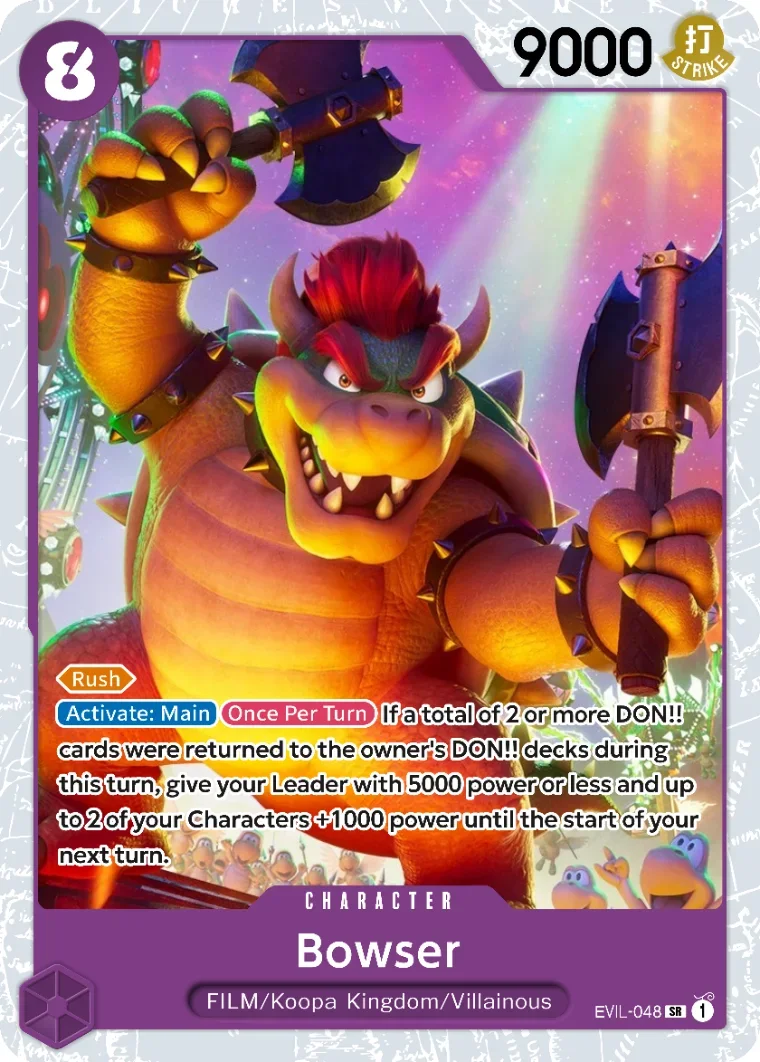 8
9000
打
STRIKE
Rush
Activate: Main Once Per Turn If a total of 2 or more DON!!
cards were returned to the owner's DON!! decks during
this turn, give your Leader with 5000 power or less and up
to 2 of your Characters +1000 power until the start of your
next turn.
CHARACTER
Bowser
FILM/Koopa Kingdom/Villainous
EVIL-048 SR 1